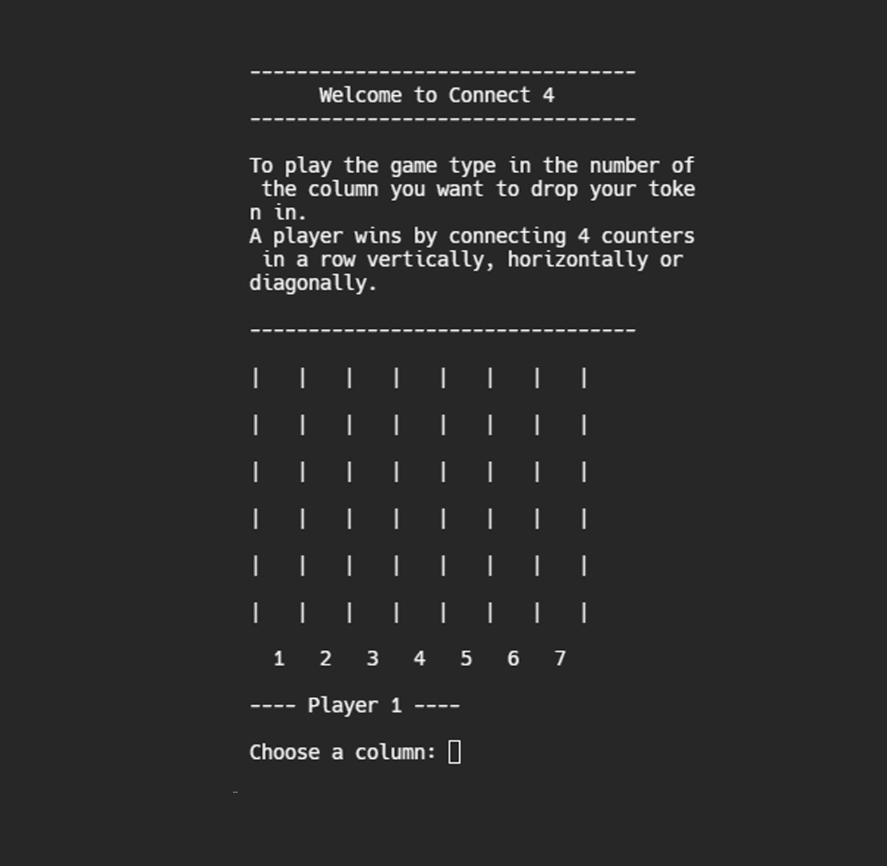 ---------------------------------
      Welcome to Connect 4
---------------------------------
To play the game type in the number of
 the column you want to drop your toke
n in.
A player wins by connecting 4 counters
 in a row vertically, horizontally or
diagonally.
---------------------------------
|   |   |   |   |   |   |   |
|   |   |   |   |   |   |   |
|   |   |   |   |   |   |   |
|   |   |   |   |   |   |   |
|   |   |   |   |   |   |   |
|   |   |   |   |   |   |   |
  1   2   3   4   5   6   7
---- Player 1 ----
Choose a column: